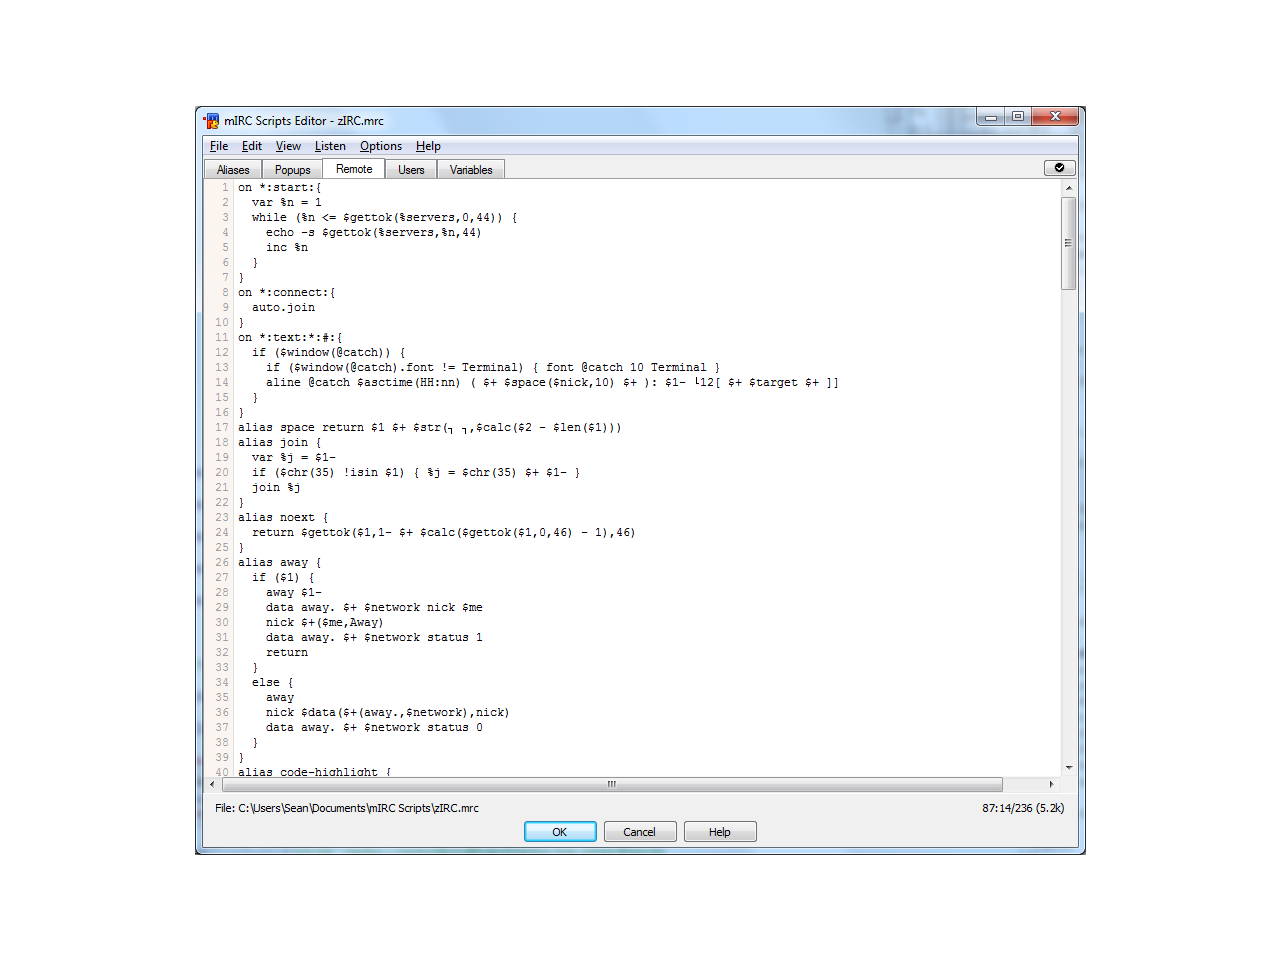 mIRC Scripts Editor - zIRC.mrc
File Edit View Listen Options Help
Aliases Popups Remote Users Variables
1 on *:start:{
2   var %n = 1
3   while (%n <= $gettok(%servers,0,44)) {
4     echo -s $gettok(%servers,%n,44)
5     inc %n
6   }
7 }
8 on *:connect:{
9   auto.join
10 }
11 on *:text:*:#:{
12   if ($window(@catch)) {
13     if ($window(@catch).font != Terminal) { font @catch 10 Terminal }
14     aline @catch $asctime(HH:nn) ( $+ $space($nick,10) $+ ): $1- └12[ $+ $target $+ ]]
15   }
16 }
17 alias space return $1 $+ $str(┐ ┐,$calc($2 - $len($1)))
18 alias join {
19   var %j = $1-
20   if ($chr(35) !isin $1) { %j = $chr(35) $+ $1- }
21   join %j
22 }
23 alias noext {
24   return $gettok($1,1- $+ $calc($gettok($1,0,46) - 1),46)
25 }
26 alias away {
27   if ($1) {
28     away $1-
29     data away. $+ $network nick $me
30     nick $+($me,Away)
31     data away. $+ $network status 1
32     return
33   }
34   else {
35     away
36     nick $data($+(away.,$network),nick)
37     data away. $+ $network status 0
38   }
39 }
40 alias code-highlight {
File: C:\Users\Sean\Documents\mIRC Scripts\zIRC.mrc 87:14/236 (5.2k)
OK Cancel Help